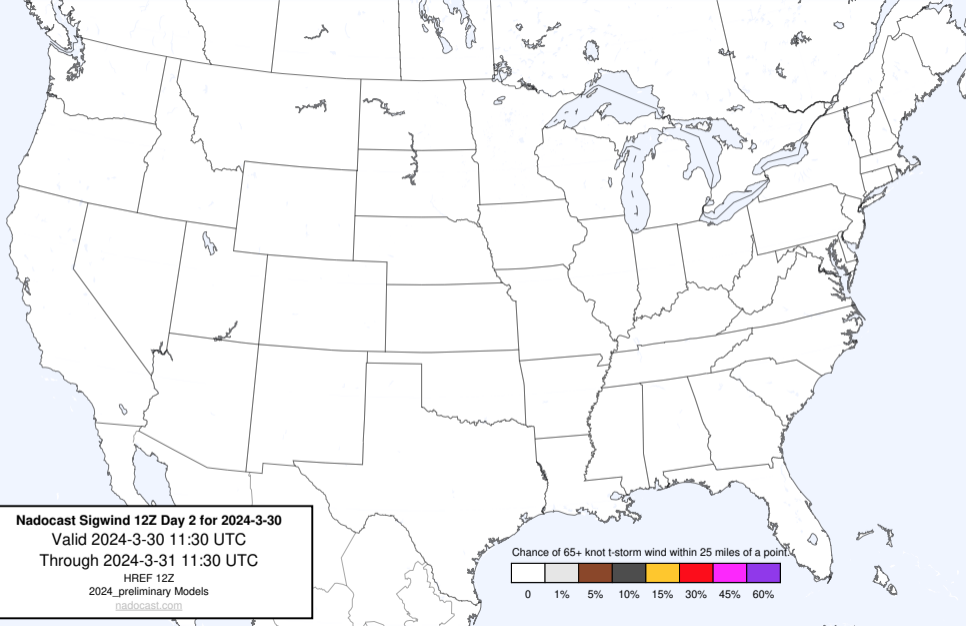 Nadocast Sigwind 12Z Day 2 for 2024-3-30
Valid 2024-3-30 11:30 UTC
Through 2024-3-31 11:30 UTC
HREF 12Z
2024_preliminary Models
nadocast.com
Chance of 65+ knot t-storm wind within 25 miles of a point.
0 1% 5% 10% 15% 30% 45% 60%